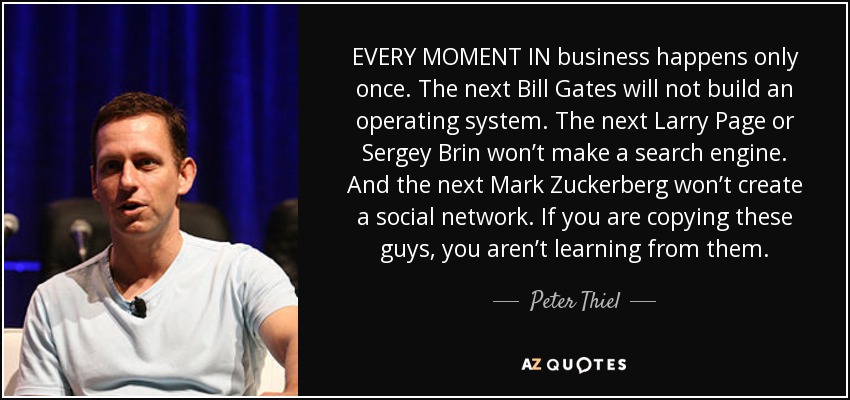 EVERY MOMENT IN business happens only
once. The next Bill Gates will not build an
operating system. The next Larry Page or
Sergey Brin won’t make a search engine.
And the next Mark Zuckerberg won’t create
a social network. If you are copying these
guys, you aren’t learning from them.
Peter Thiel
AZ QUOTES